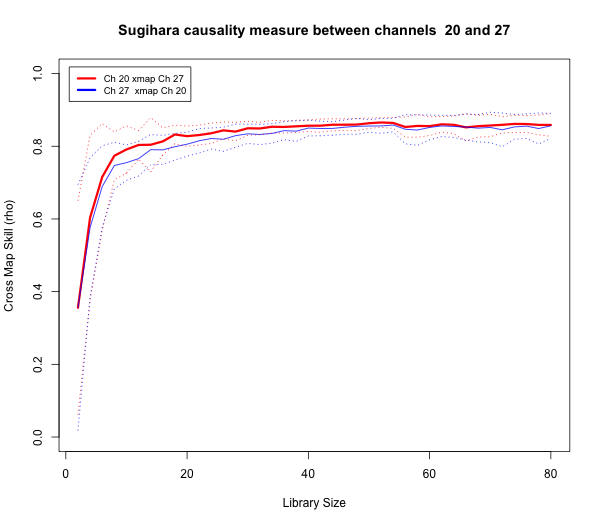 Sugihara causality measure between channels  20 and 27
Ch 20 xmap Ch 27
Ch 27  xmap Ch 20
Cross Map Skill (rho)
1.0
0.8
0.6
0.4
0.2
0.0
0 20 40 60 80
Library Size